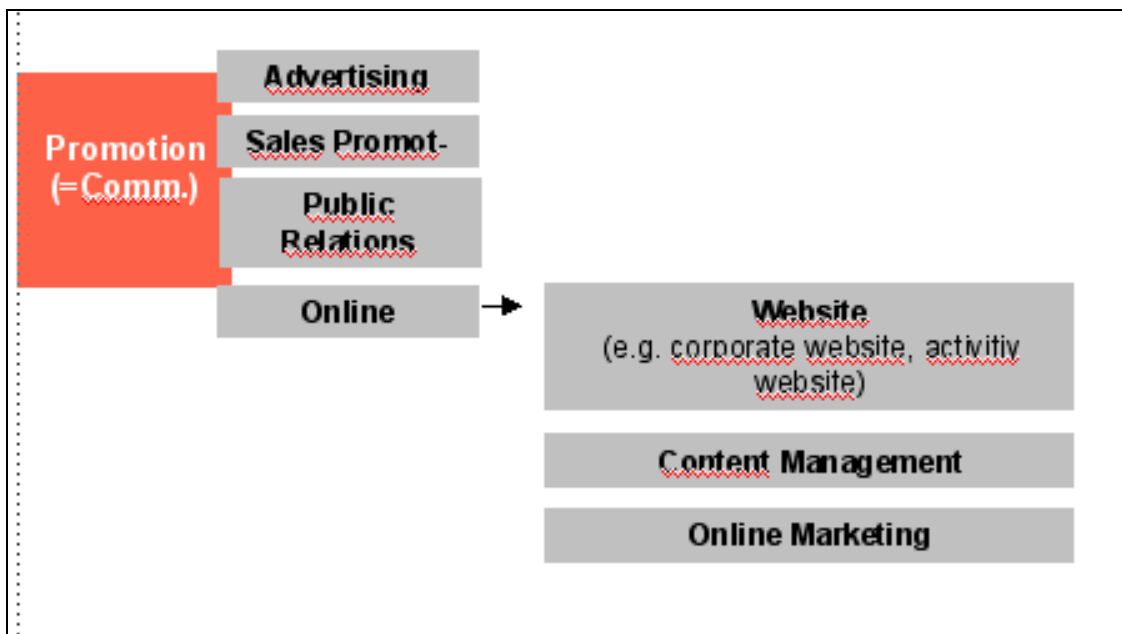 Advertising
Promotion
(=Comm.)
Sales Promot-
Public
Relations
Online
Website
(e.g. corporate website, activitiy
website)
Content Management
Online Marketing